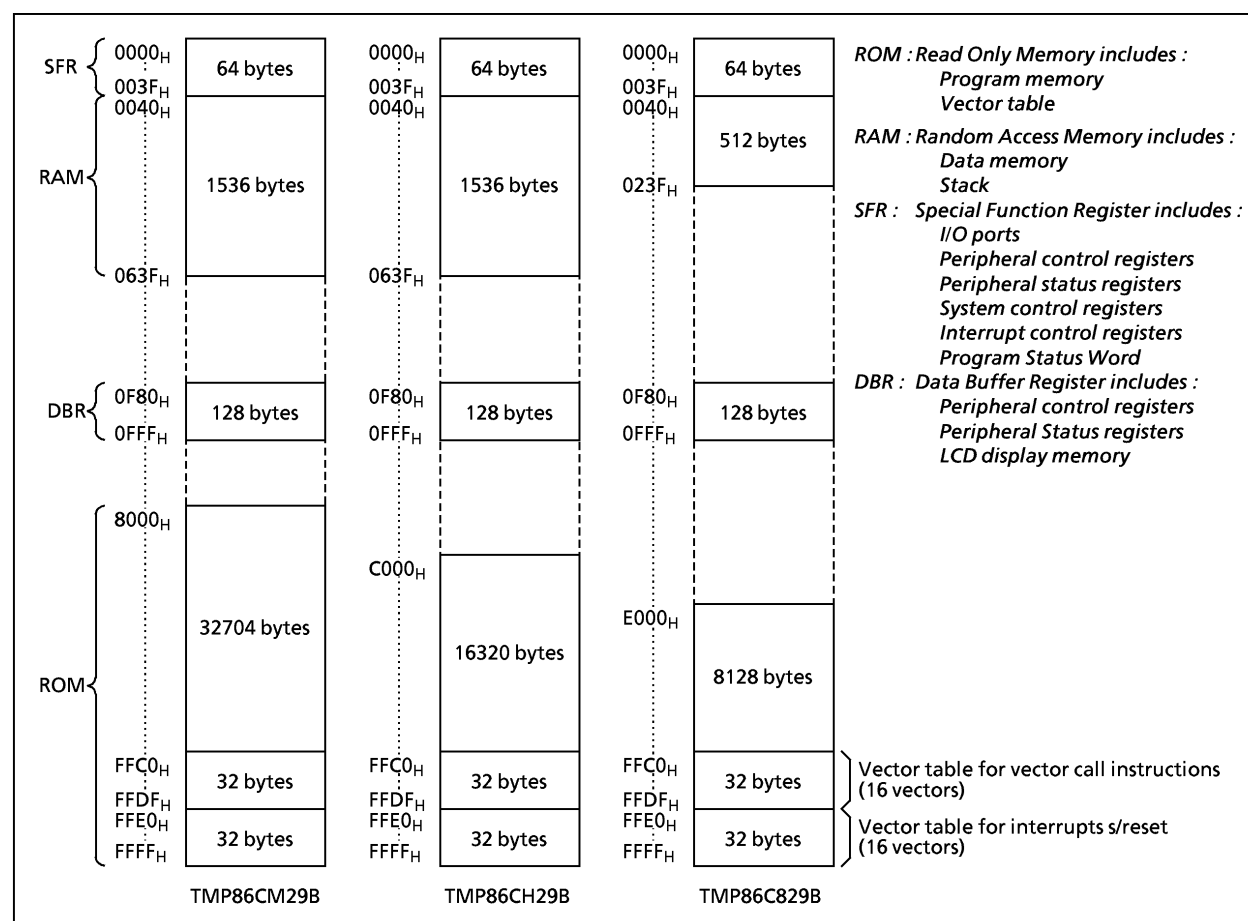 SFR
RAM
DBR
ROM
0000H
003FH
0040H
063FH
0F80H
0FFFH
8000H
FFC0H
FFDFH
FFE0H
FFFFH
64 bytes
1536 bytes
128 bytes
32704 bytes
32 bytes
32 bytes
TMP86CM29B
0000H
003FH
0040H
063FH
0F80H
0FFFH
C000H
FFC0H
FFDFH
FFE0H
FFFFH
64 bytes
1536 bytes
128 bytes
16320 bytes
32 bytes
32 bytes
TMP86CH29B
0000H
003FH
0040H
023FH
0F80H
0FFFH
E000H
FFC0H
FFDFH
FFE0H
FFFFH
64 bytes
512 bytes
128 bytes
8128 bytes
32 bytes
32 bytes
TMP86C829B
ROM : Read Only Memory includes :
Program memory
Vector table
RAM : Random Access Memory includes :
Data memory
Stack
SFR : Special Function Register includes :
I/O ports
Peripheral control registers
Peripheral status registers
System control registers
Interrupt control registers
Program Status Word
DBR : Data Buffer Register includes :
Peripheral control registers
Peripheral Status registers
LCD display memory
Vector table for vector call instructions
(16 vectors)
Vector table for interrupts s/reset
(16 vectors)